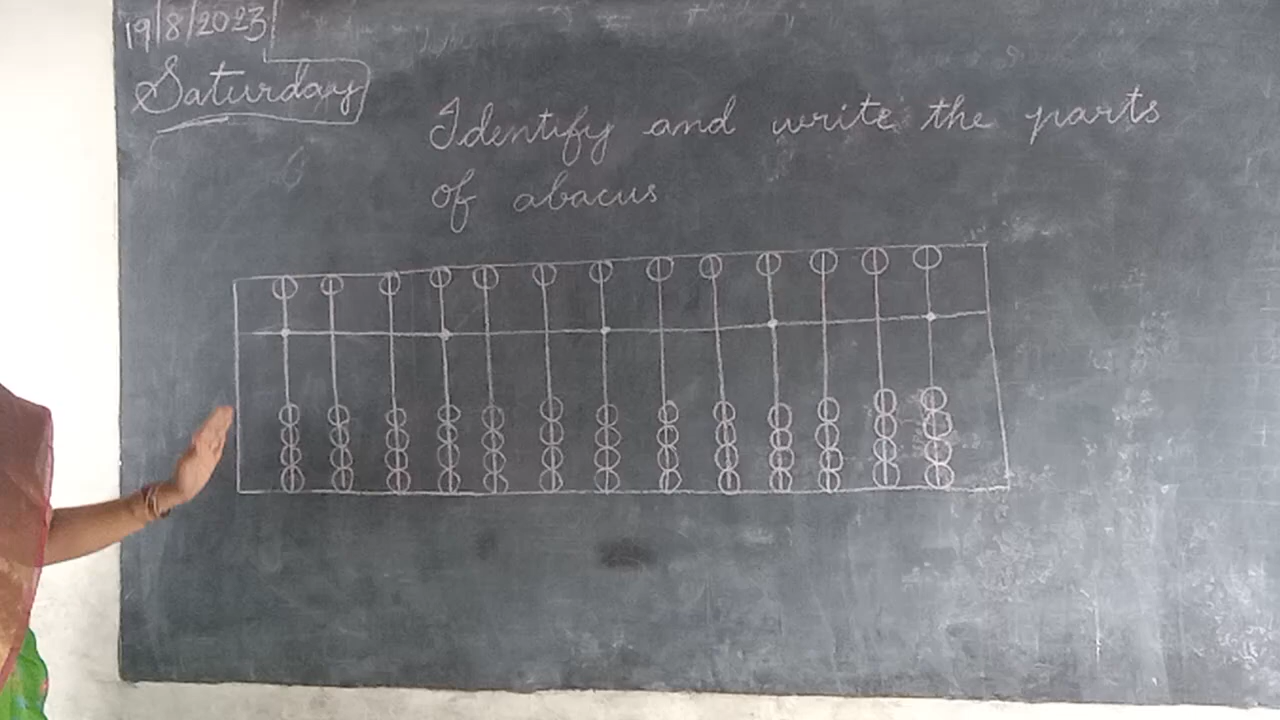 19/8/2023
Saturday
Identify and write the parts
of abacus